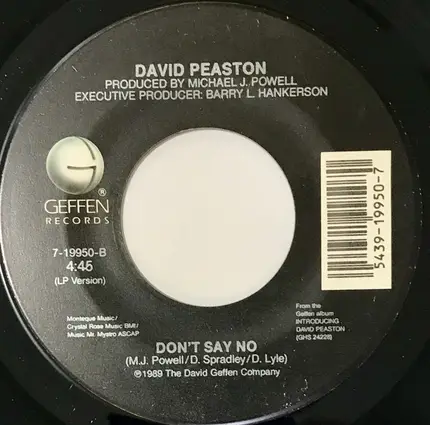 DAVID PEASTON
PRODUCED BY MICHAEL J. POWELL
EXECUTIVE PRODUCER: BARRY L. HANKERSON
G
®
GEFFEN
RECORDS
7-19950-B
4:45
(LP Version)
5439-19950-7
Monteque Music/
Crystal Rose Music BMI/
Music Mr. Mystro ASCAP
From the
Geffen album
INTRODUCING
DAVID PEASTON
(GHS 24228)
DON'T SAY NO
(M.J. Powell/D. Spradley/D. Lyle)
℗1989 The David Geffen Company